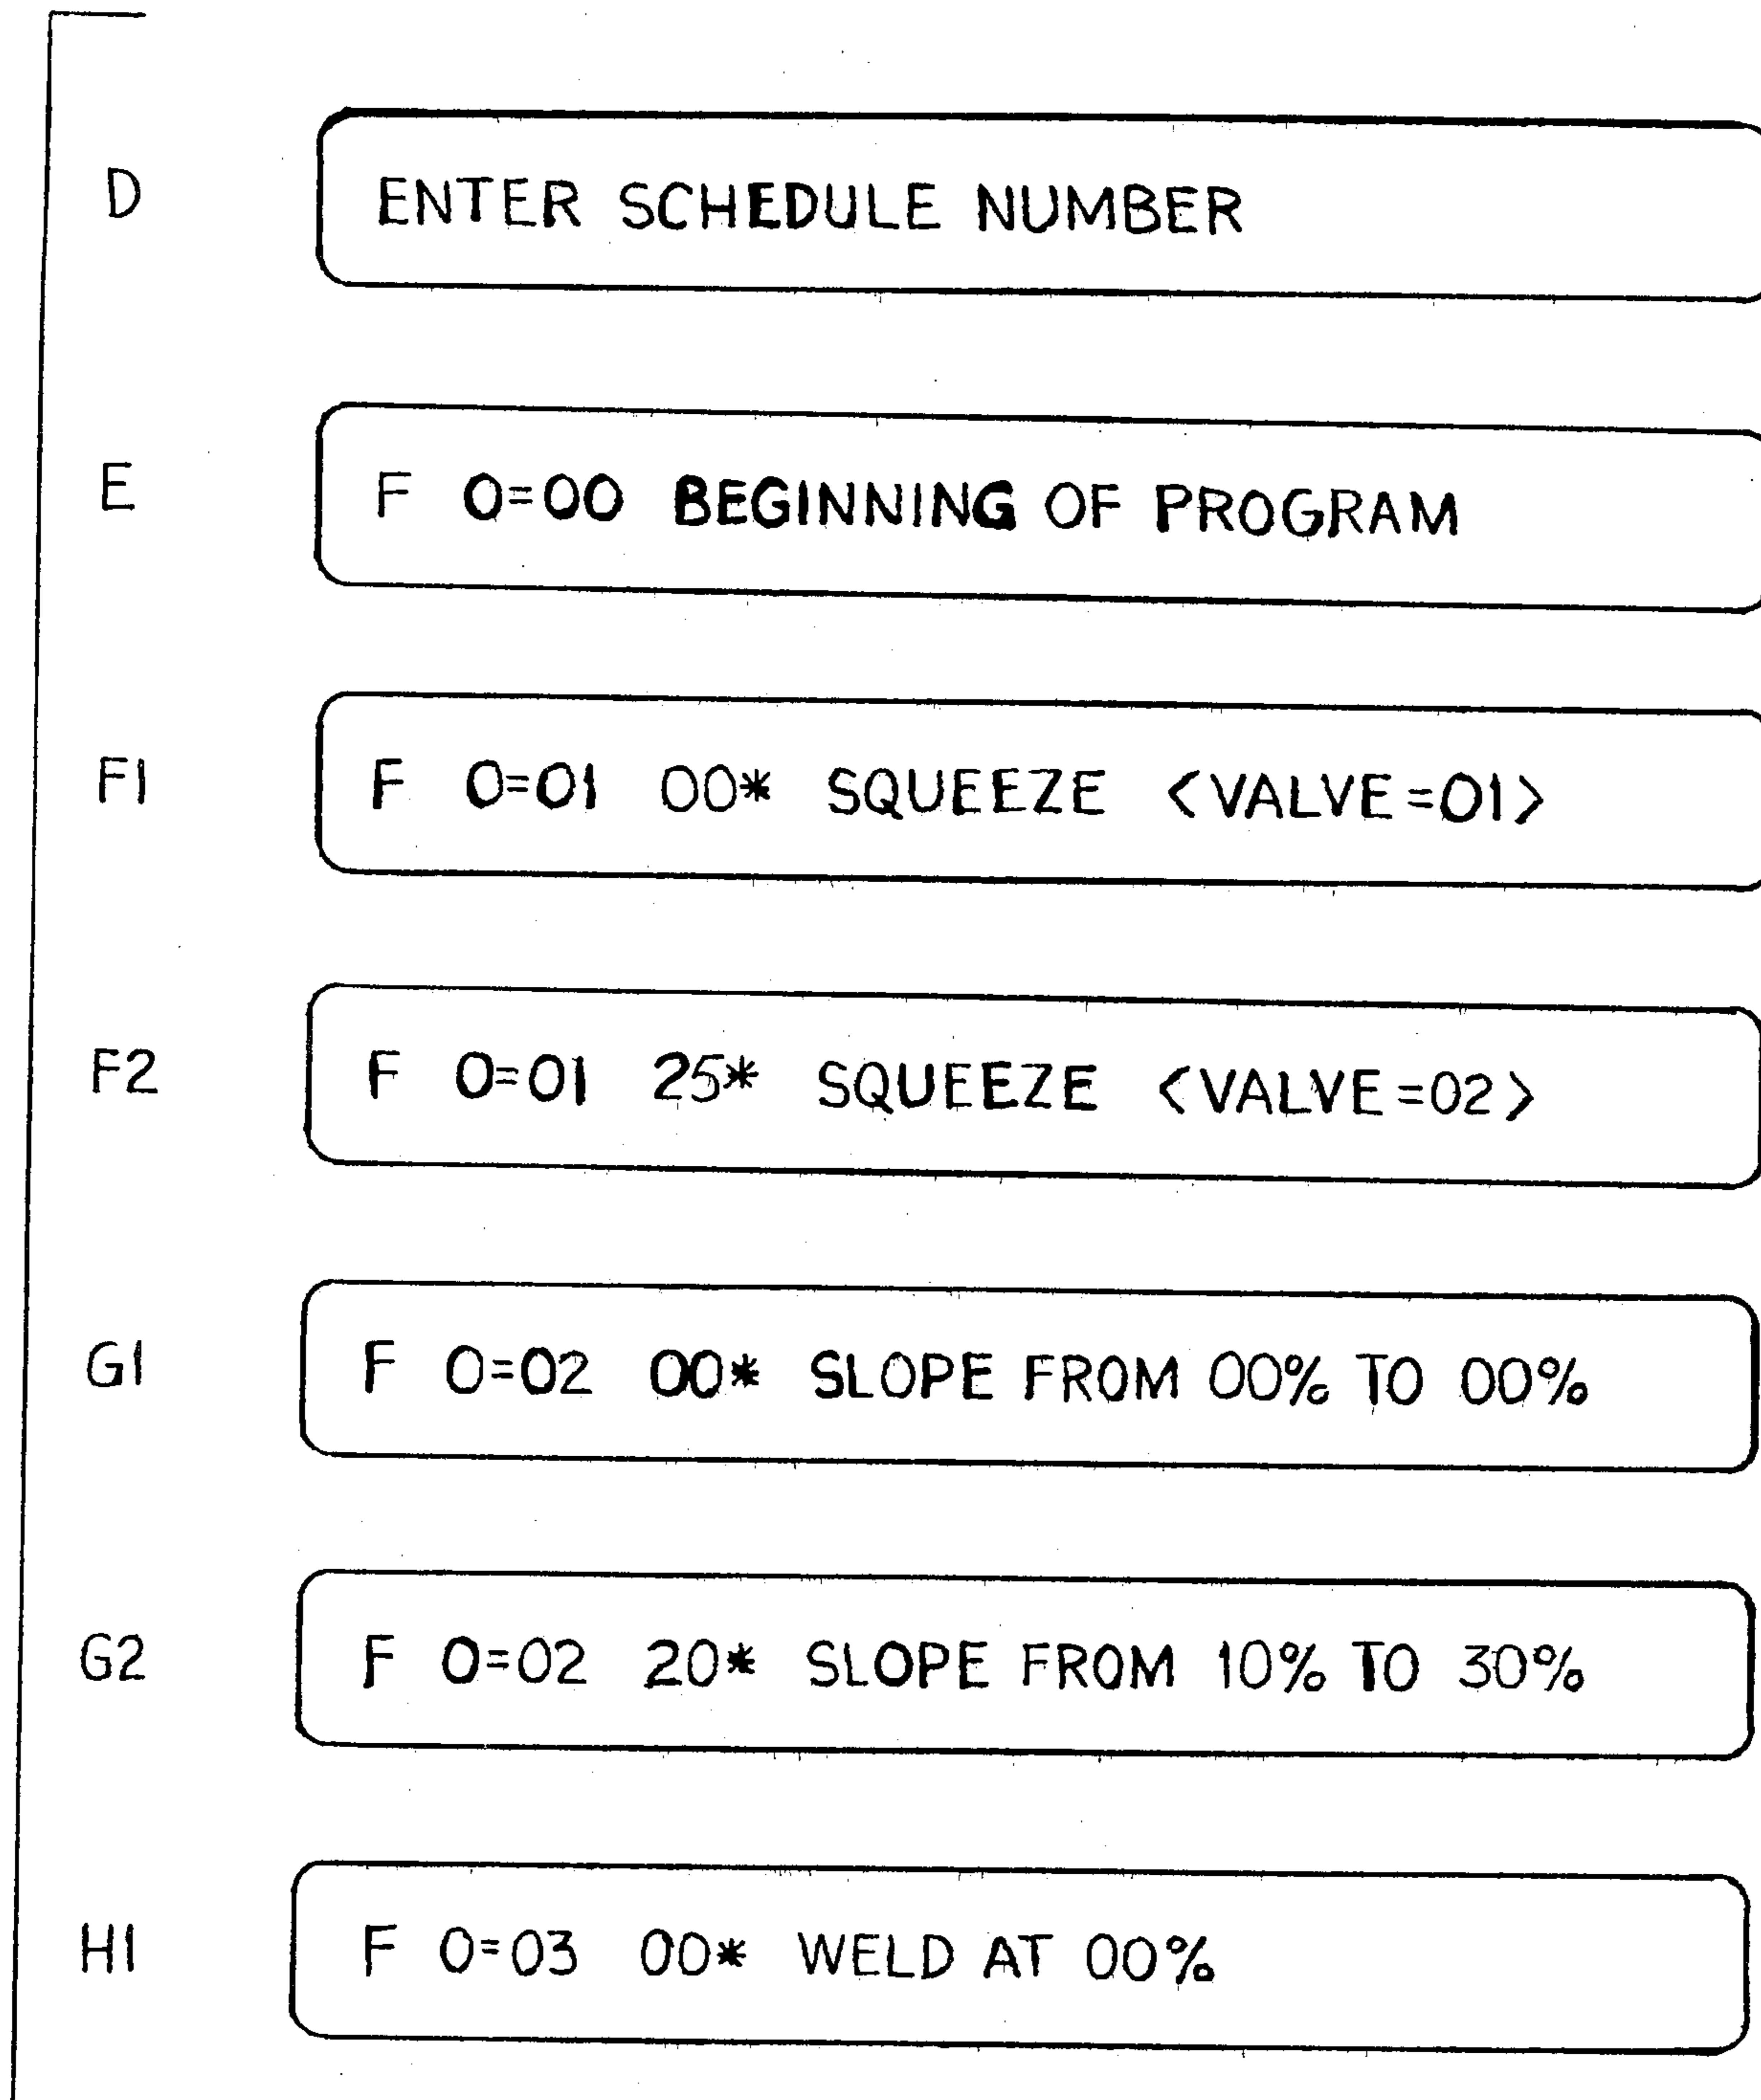 D ENTER SCHEDULE NUMBER
E F 0=00 BEGINNING OF PROGRAM
F1 F 0=01 00* SQUEEZE <VALVE=01>
F2 F 0=01 25* SQUEEZE <VALVE=02>
G1 F 0=02 00* SLOPE FROM 00% TO 00%
G2 F 0=02 20* SLOPE FROM 10% TO 30%
H1 F 0=03 00* WELD AT 00%